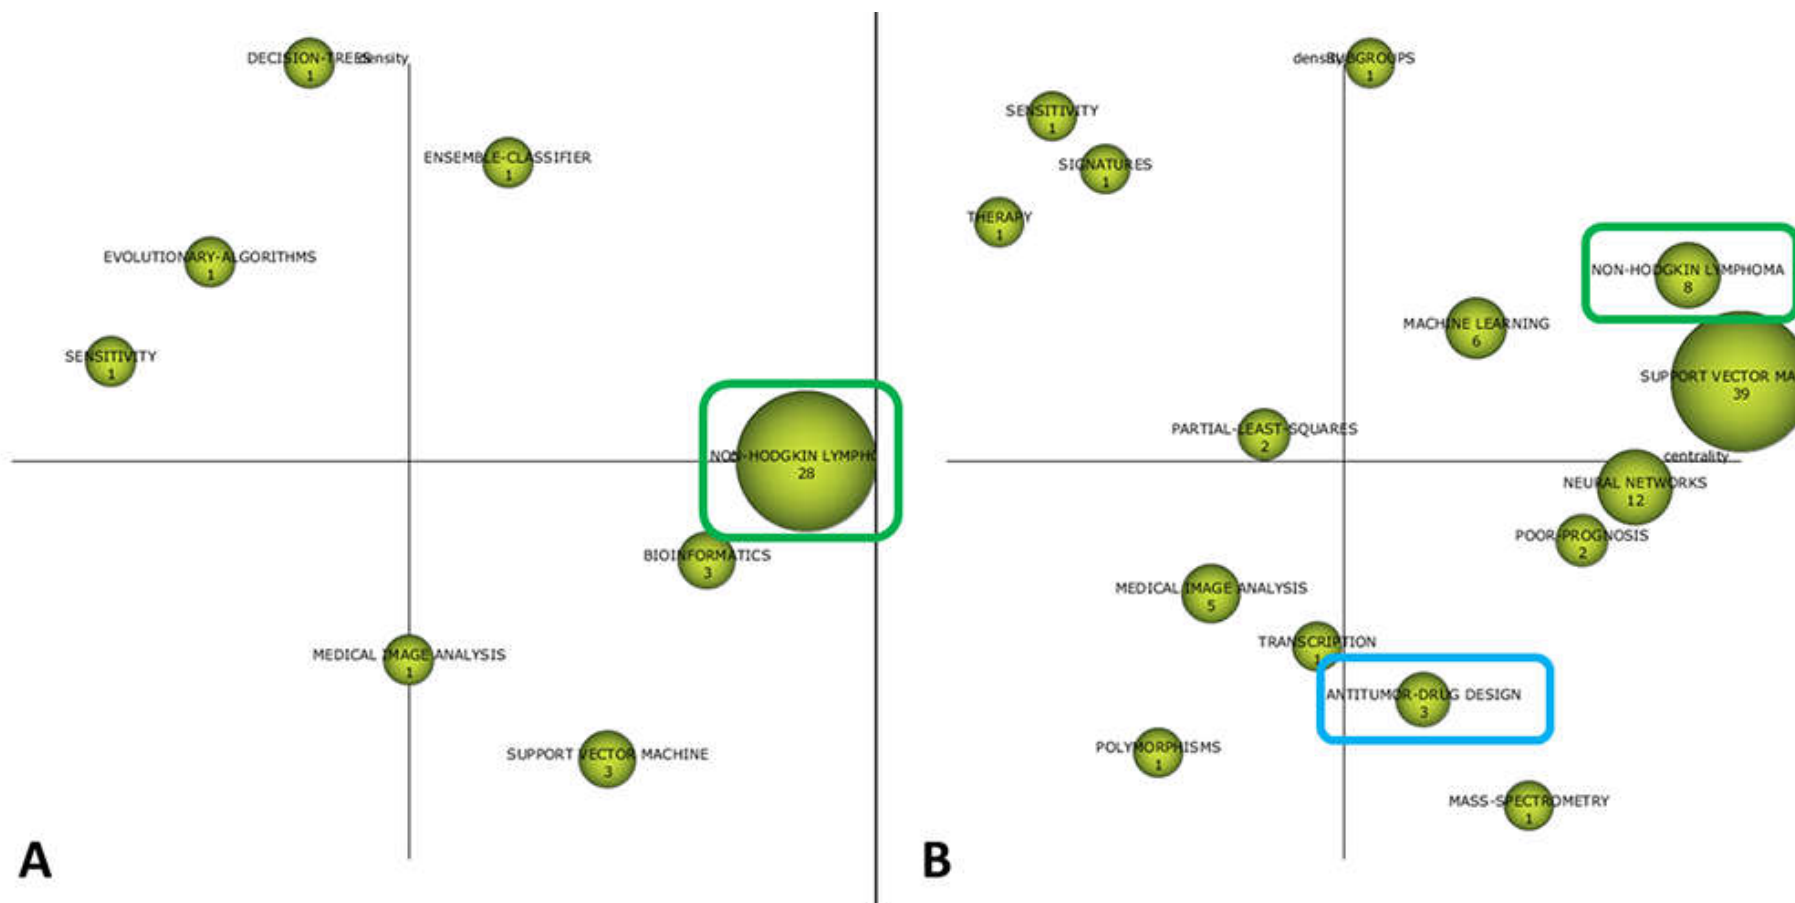 DECISION-TREES
density
1
ENSEMBLE-CLASSIFIER
1
EVOLUTIONARY-ALGORITHMS
1
SENSITIVITY
1
NON-HODGKIN LYMPHO
28
BIOINFORMATICS
3
MEDICAL IMAGE ANALYSIS
1
SUPPORT VECTOR MACHINE
3
A
density
SUBGROUPS
1
SENSITIVITY
1
SIGNATURES
1
THERAPY
1
NON-HODGKIN LYMPHOMA
8
MACHINE LEARNING
6
SUPPORT VECTOR MA
39
PARTIAL-LEAST-SQUARES
2
centrality
NEURAL NETWORKS
12
POOR-PROGNOSIS
2
MEDICAL IMAGE ANALYSIS
5
TRANSCRIPTION
1
ANTITUMOR-DRUG DESIGN
3
POLYMORPHISMS
1
MASS-SPECTROMETRY
1
B